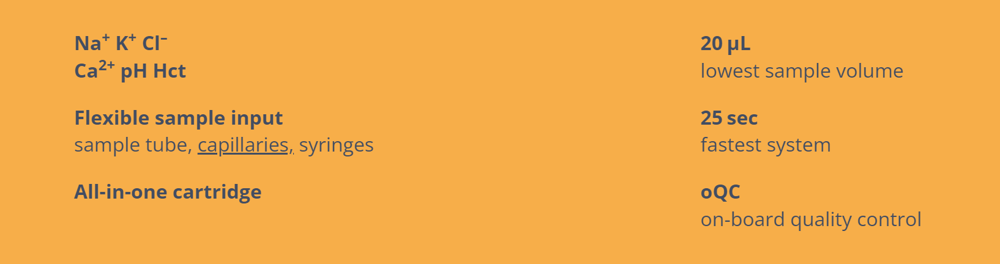 Na⁺ K⁺ Cl⁻
Ca²⁺ pH Hct
Flexible sample input
sample tube, capillaries, syringes
All-in-one cartridge
20 µL
lowest sample volume
25 sec
fastest system
oQC
on-board quality control